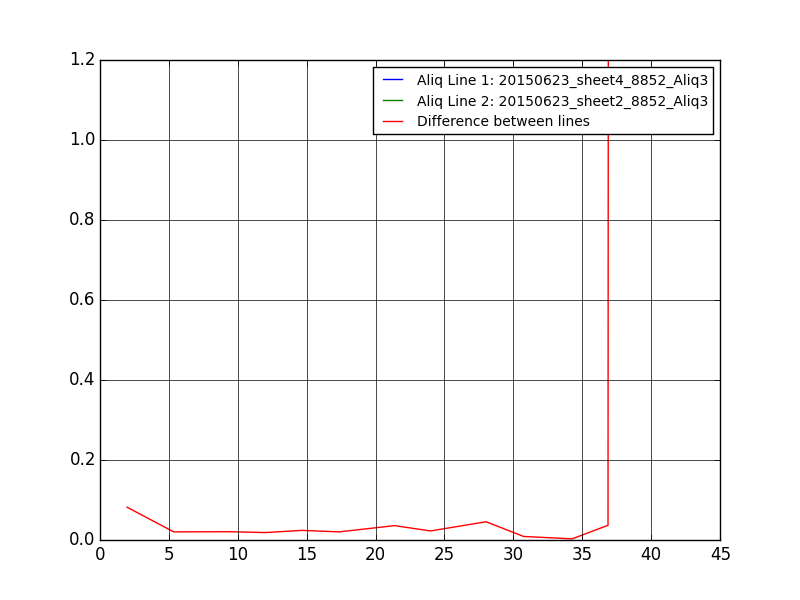 1.2
1.0
0.8
0.6
0.4
0.2
0.0
0 5 10 15 20 25 30 35 40 45
Aliq Line 1: 20150623_sheet4_8852_Aliq3
Aliq Line 2: 20150623_sheet2_8852_Aliq3
Difference between lines